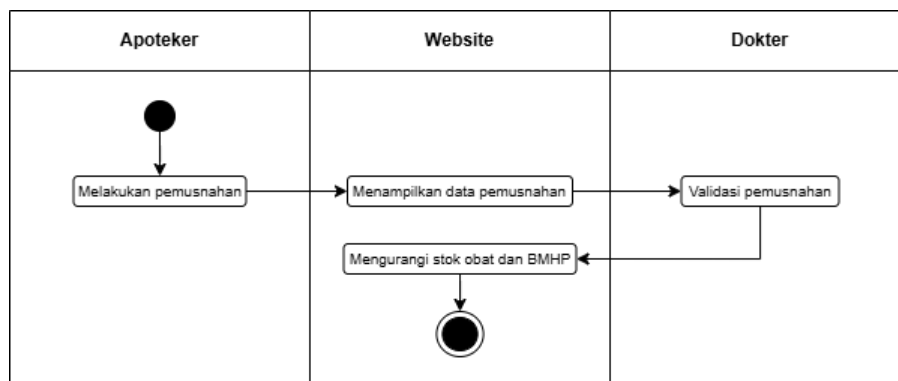 Apoteker
Website
Dokter
Melakukan pemusnahan
Menampilkan data pemusnahan
Validasi pemusnahan
Mengurangi stok obat dan BMHP